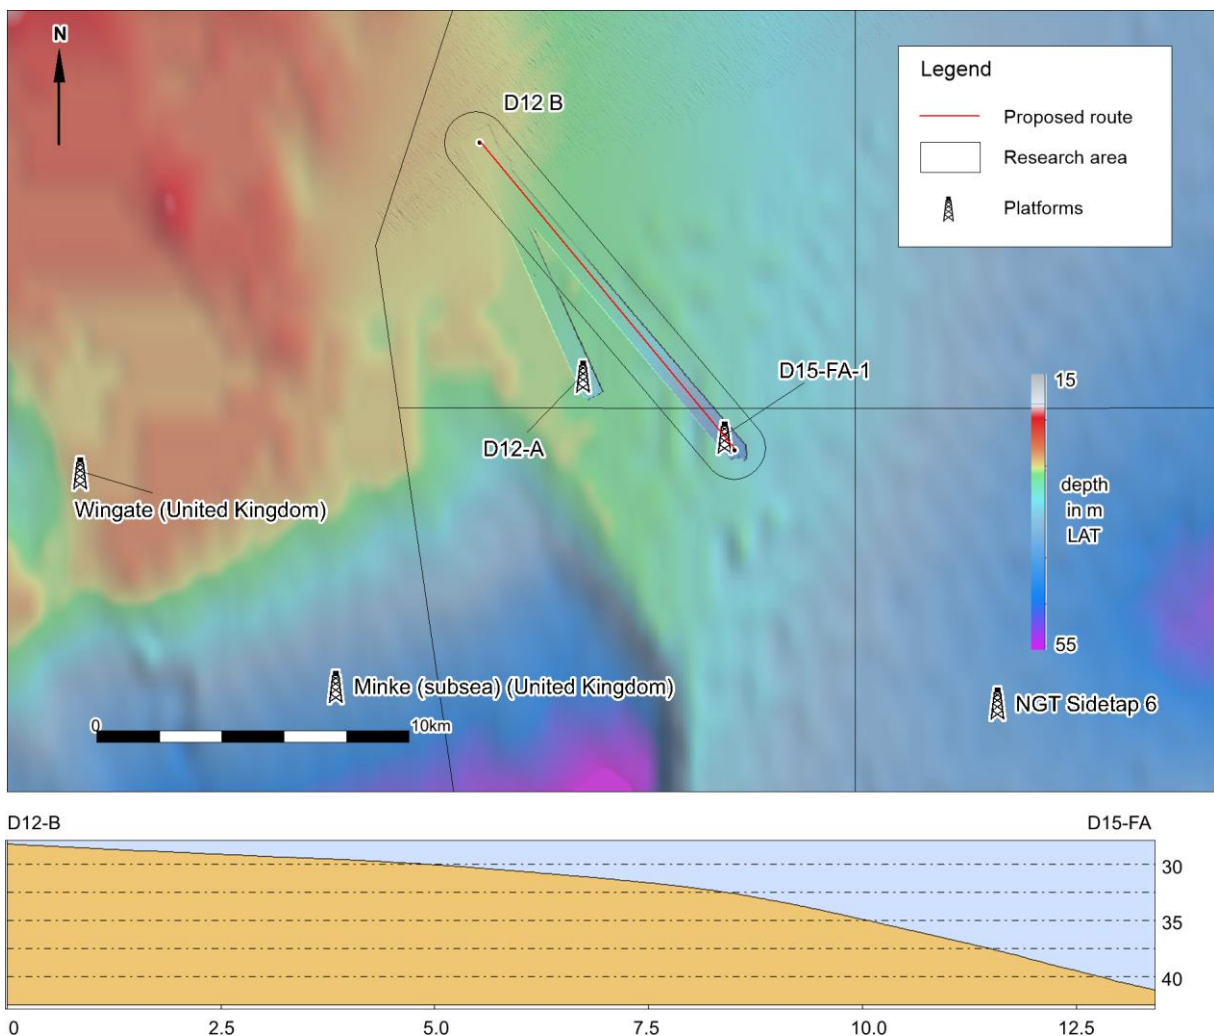 N
D12 B
Legend
Proposed route
Research area
Platforms
D15-FA-1
D12-A
15
depth
in m
LAT
55
Wingate (United Kingdom)
Minke (subsea) (United Kingdom)
NGT Sidetap 6
0 10km
D12-B D15-FA
30
35
40
0 2.5 5.0 7.5 10.0 12.5